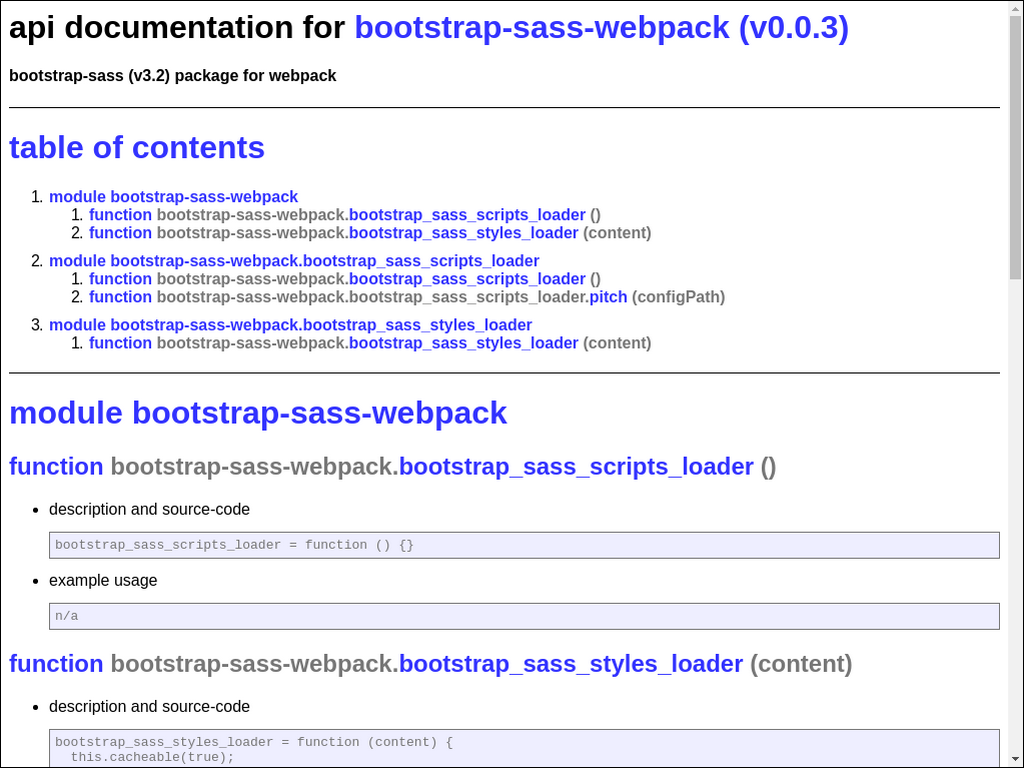 api documentation for bootstrap-sass-webpack (v0.0.3)
bootstrap-sass (v3.2) package for webpack
table of contents
1. module bootstrap-sass-webpack
1. function bootstrap-sass-webpack.bootstrap_sass_scripts_loader ()
2. function bootstrap-sass-webpack.bootstrap_sass_styles_loader (content)
2. module bootstrap-sass-webpack.bootstrap_sass_scripts_loader
1. function bootstrap-sass-webpack.bootstrap_sass_scripts_loader ()
2. function bootstrap-sass-webpack.bootstrap_sass_scripts_loader.pitch (configPath)
3. module bootstrap-sass-webpack.bootstrap_sass_styles_loader
1. function bootstrap-sass-webpack.bootstrap_sass_styles_loader (content)
module bootstrap-sass-webpack
function bootstrap-sass-webpack.bootstrap_sass_scripts_loader ()
• description and source-code
bootstrap_sass_scripts_loader = function () {}
• example usage
n/a
function bootstrap-sass-webpack.bootstrap_sass_styles_loader (content)
• description and source-code
bootstrap_sass_styles_loader = function (content) {
this.cacheable(true);